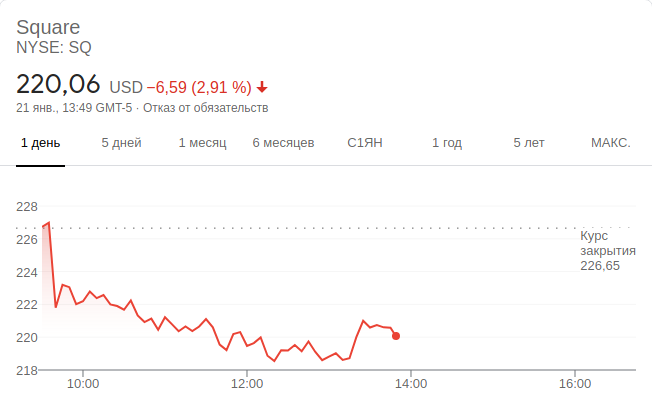 Square
NYSE: SQ
220,06 USD −6,59 (2,91 %)
21 янв., 13:49 GMT-5 · Отказ от обязательств
1 день 5 дней 1 месяц 6 месяцев С1ЯН 1 год 5 лет МАКС.
228
226
224
222
220
218
Курс
закрытия
226,65
10:00 12:00 14:00 16:00